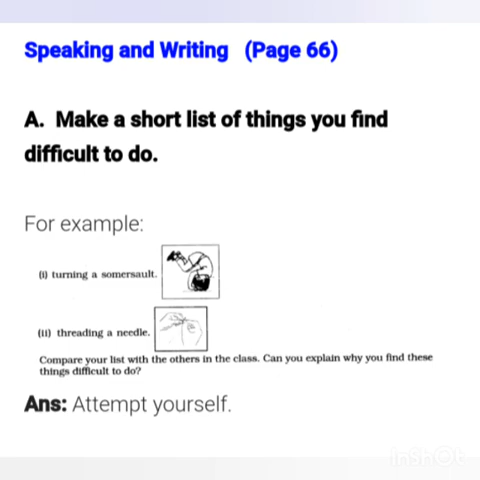 Speaking and Writing (Page 66)
A. Make a short list of things you find
difficult to do.
For example:
(i) turning a somersault.
(ii) threading a needle.
Compare your list with the others in the class. Can you explain why you find these
things difficult to do?
Ans: Attempt yourself.
InShOt